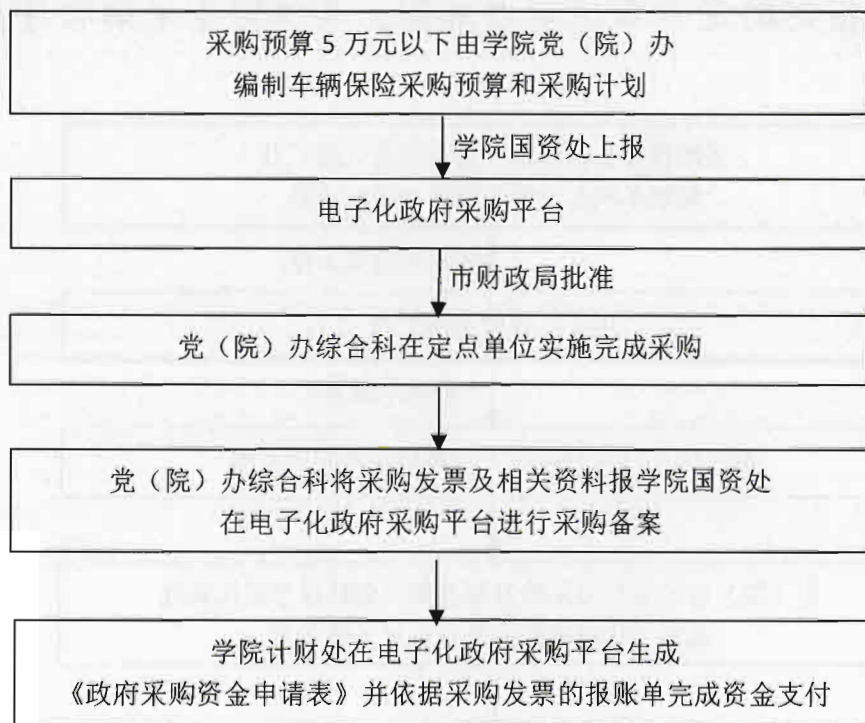 采购预算 5 万元以下由学院党（院）办
编制车辆保险采购预算和采购计划
学院国资处上报
电子化政府采购平台
市财政局批准
党（院）办综合科在定点单位实施完成采购
党（院）办综合科将采购发票及相关资料报学院国资处
在电子化政府采购平台进行采购备案
学院计财处在电子化政府采购平台生成
《政府采购资金申请表》并依据采购发票的报账单完成资金支付